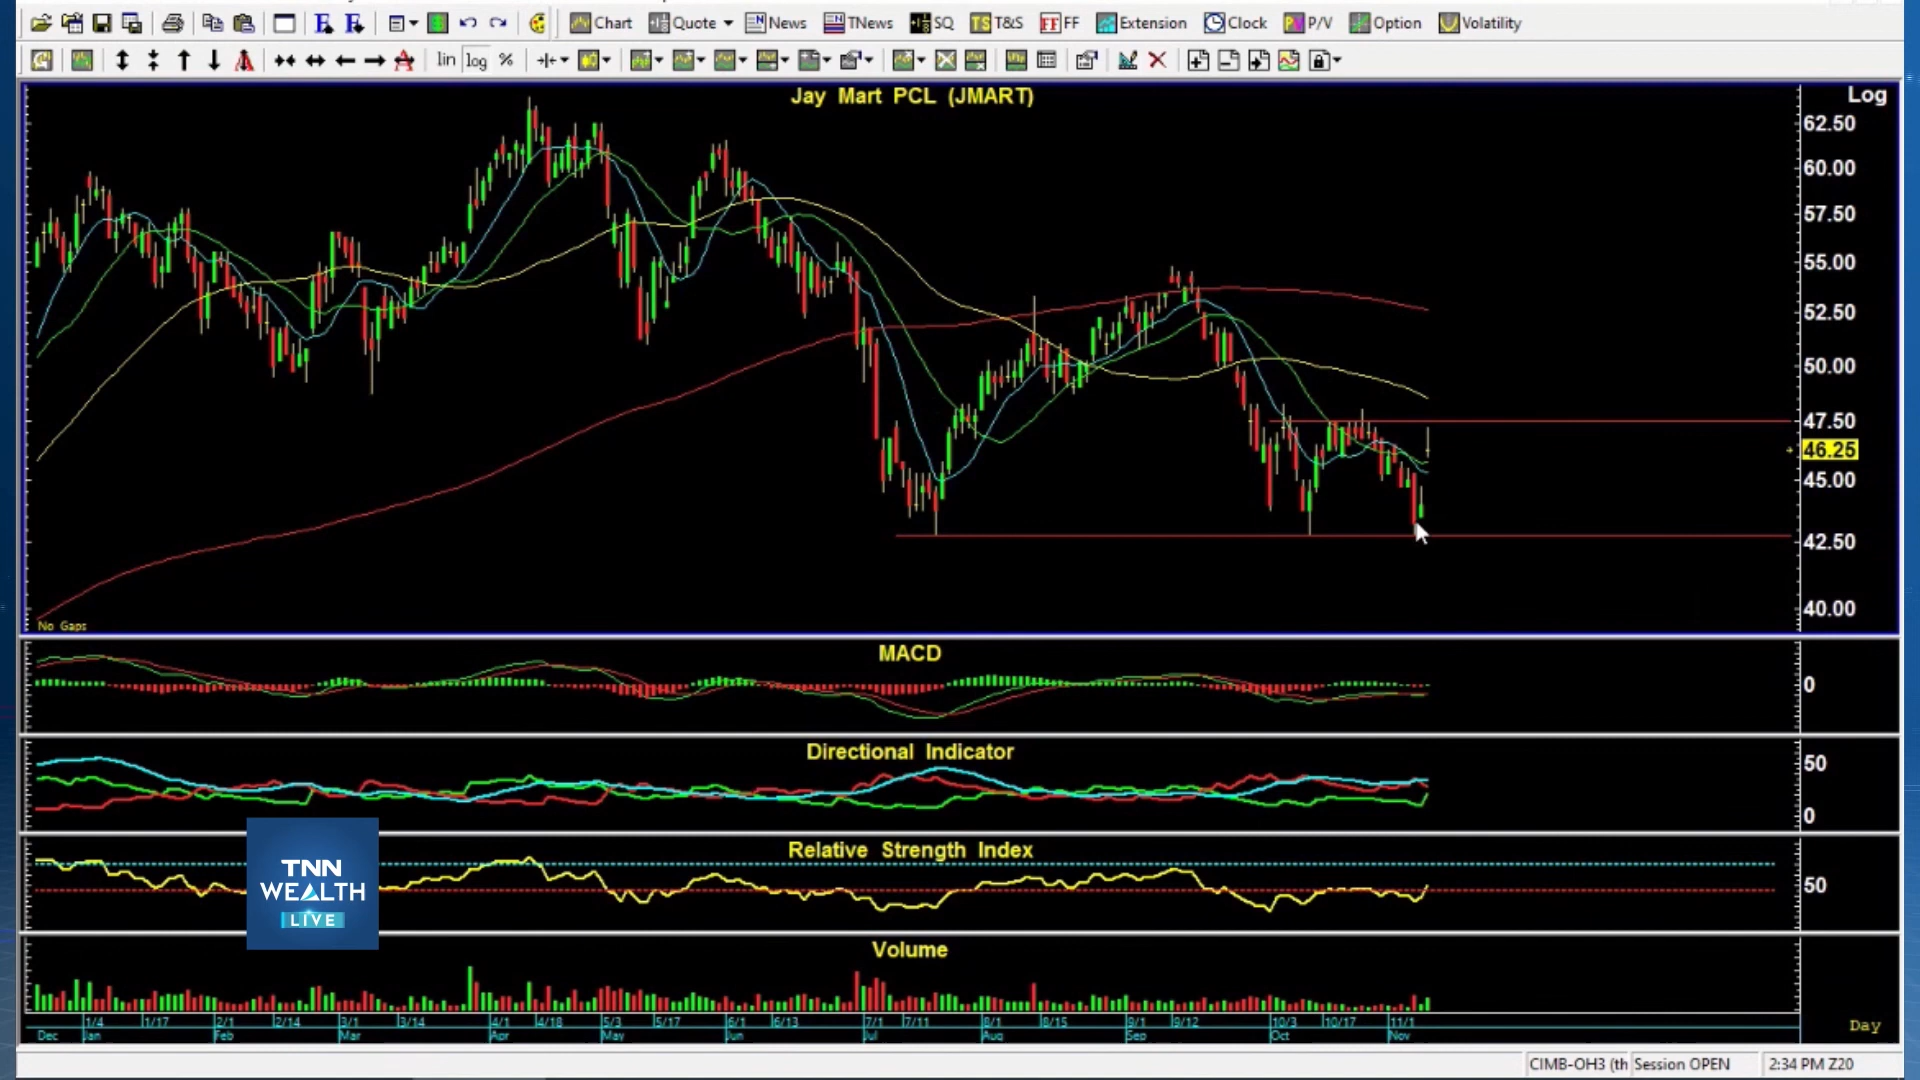 Chart Quote News TNews SQ TS T&S FF FF Extension Clock P/V Option Volatility
lin log %
Jay Mart PCL (JMART)
Log
62.50
60.00
57.50
55.00
52.50
50.00
47.50
46.25
45.00
42.50
40.00
No Gaps
MACD
0
Directional Indicator
50
0
Relative Strength Index
50
TNN
WEALTH
LIVE
Volume
1/4 1/17 2/1 2/14 3/1 3/14 4/1 4/18 5/3 5/17 6/1 6/13 7/1 7/11 8/1 8/15 9/1 9/12 10/3 10/17 11/1
Dec Jan Feb Mar Apr May Jun Jul Aug Sep Oct Nov
Day
CIMB-OH3 (th Session OPEN 2:34 PM Z20